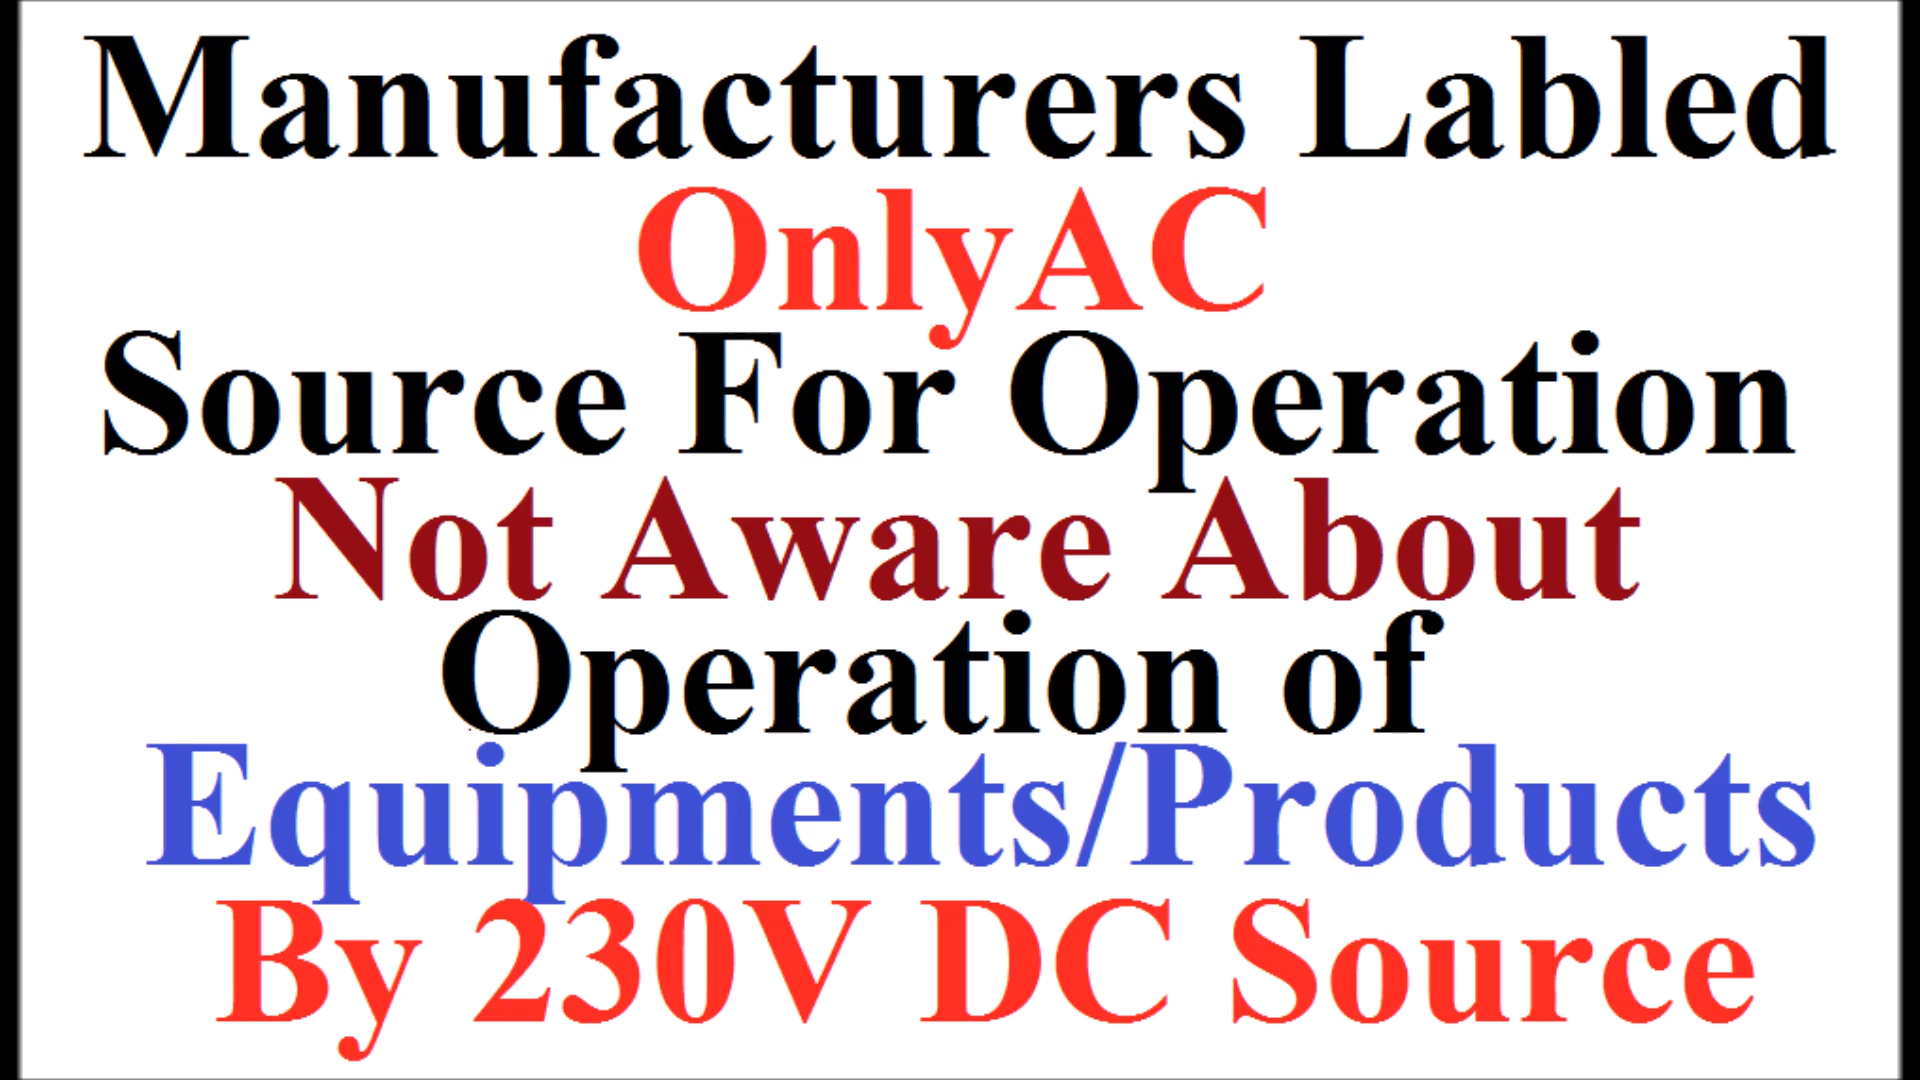 Manufacturers Labled
OnlyAC
Source For Operation
Not Aware About
Operation of
Equipments/Products
By 230V DC Source